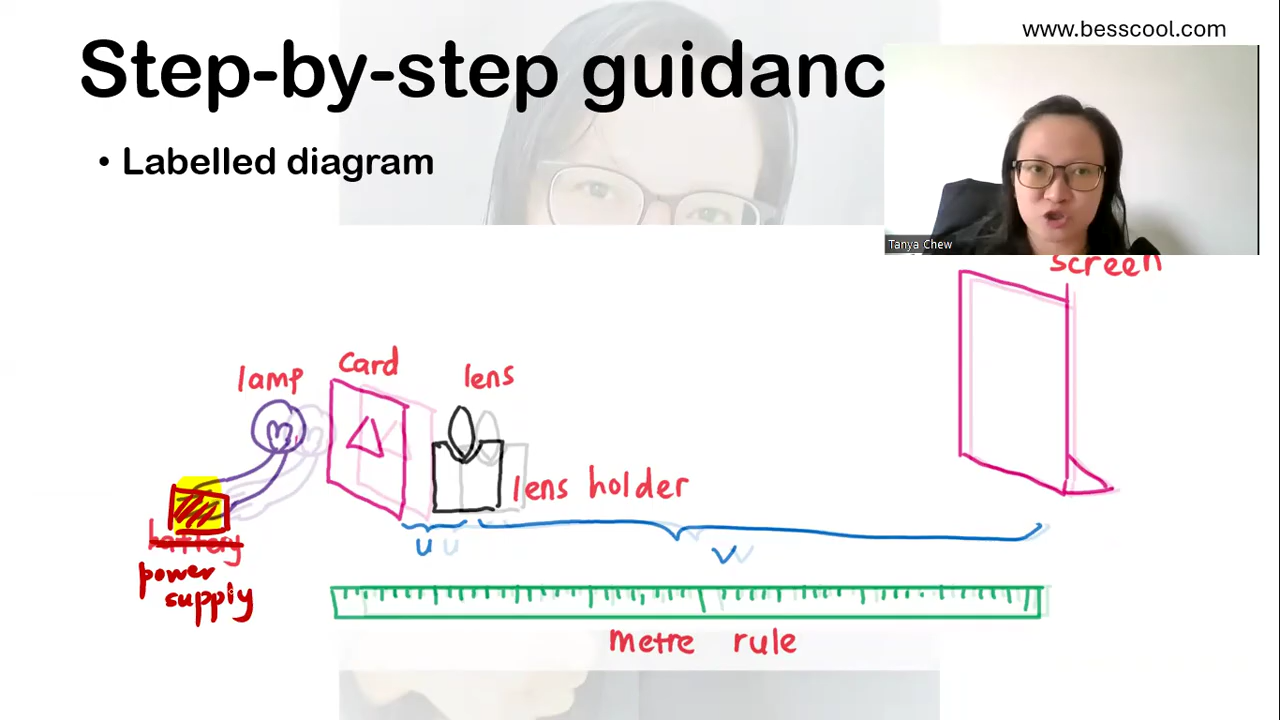 www.besscool.com
Step-by-step guidanc
Tanya Chew
• Labelled diagram
screen
lamp
card
lens
lens holder
battery
power
supply
u
v
metre rule